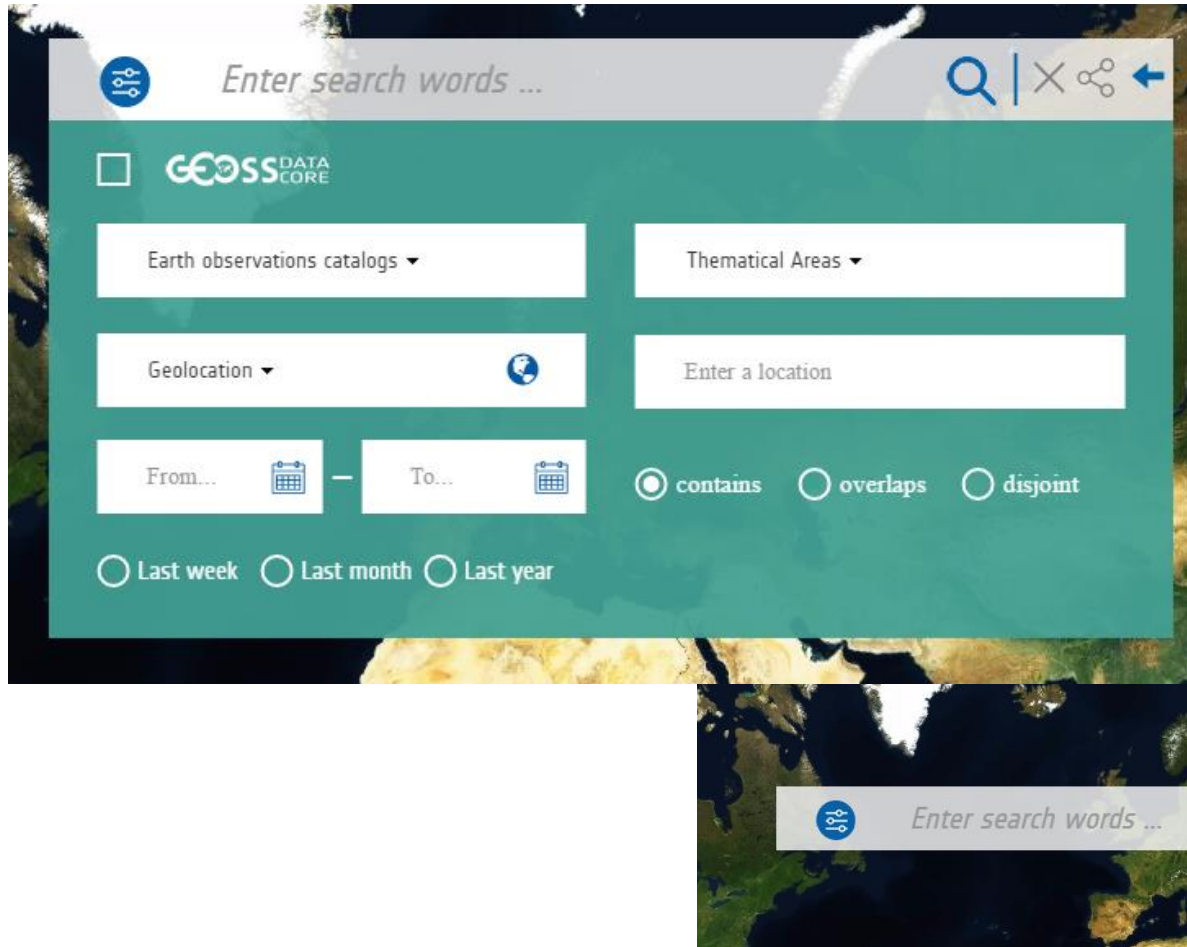 Enter search words ...
GEOSS DATA CORE
Earth observations catalogs
Thematical Areas
Geolocation
Enter a location
From...
To...
contains
overlaps
disjoint
Last week
Last month
Last year
Enter search words ...